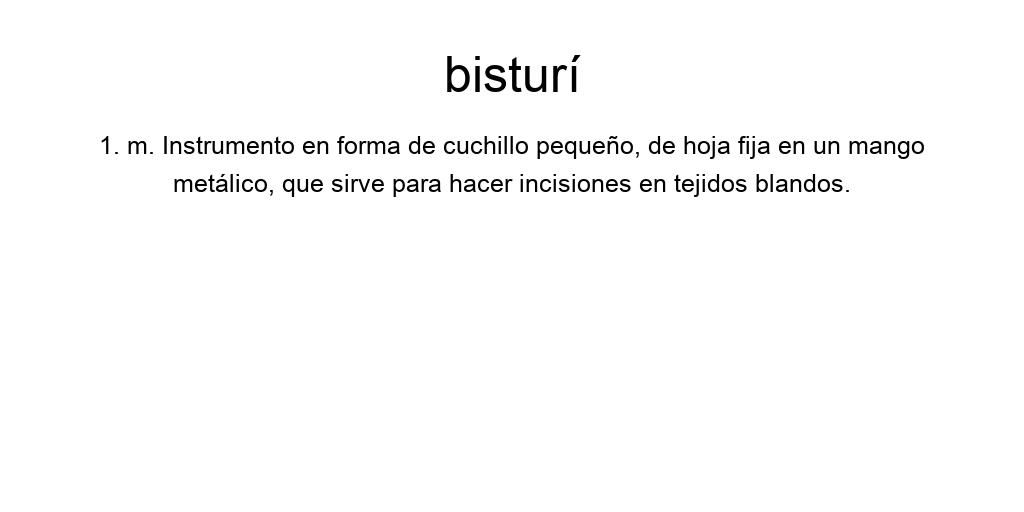 bisturí
1. m. Instrumento en forma de cuchillo pequeño, de hoja fija en un mango
metálico, que sirve para hacer incisiones en tejidos blandos.